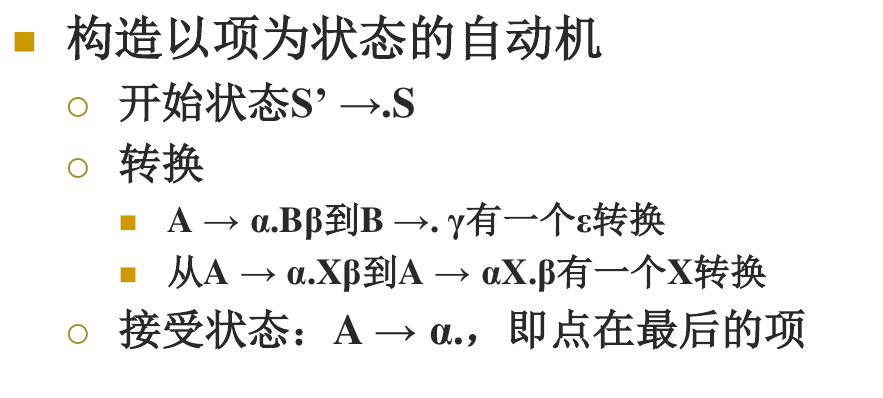 构造以项为状态的自动机
开始状态S’ →.S
转换
A → α.Bβ到B →. γ有一个ε转换
从A → α.Xβ到A → αX.β有一个X转换
接受状态：A → α.，即点在最后的项